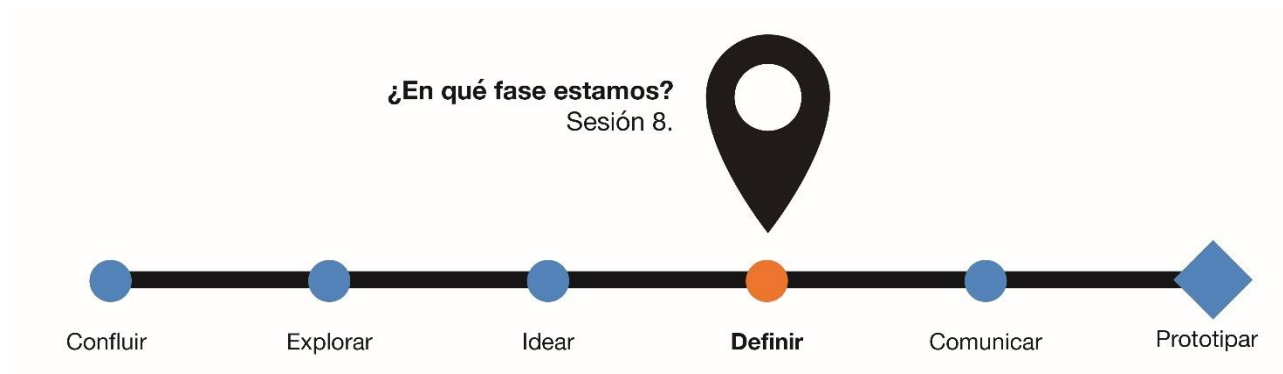 ¿En qué fase estamos?
Sesión 8.
Confluir
Explorar
Idear
Definir
Comunicar
Prototipar